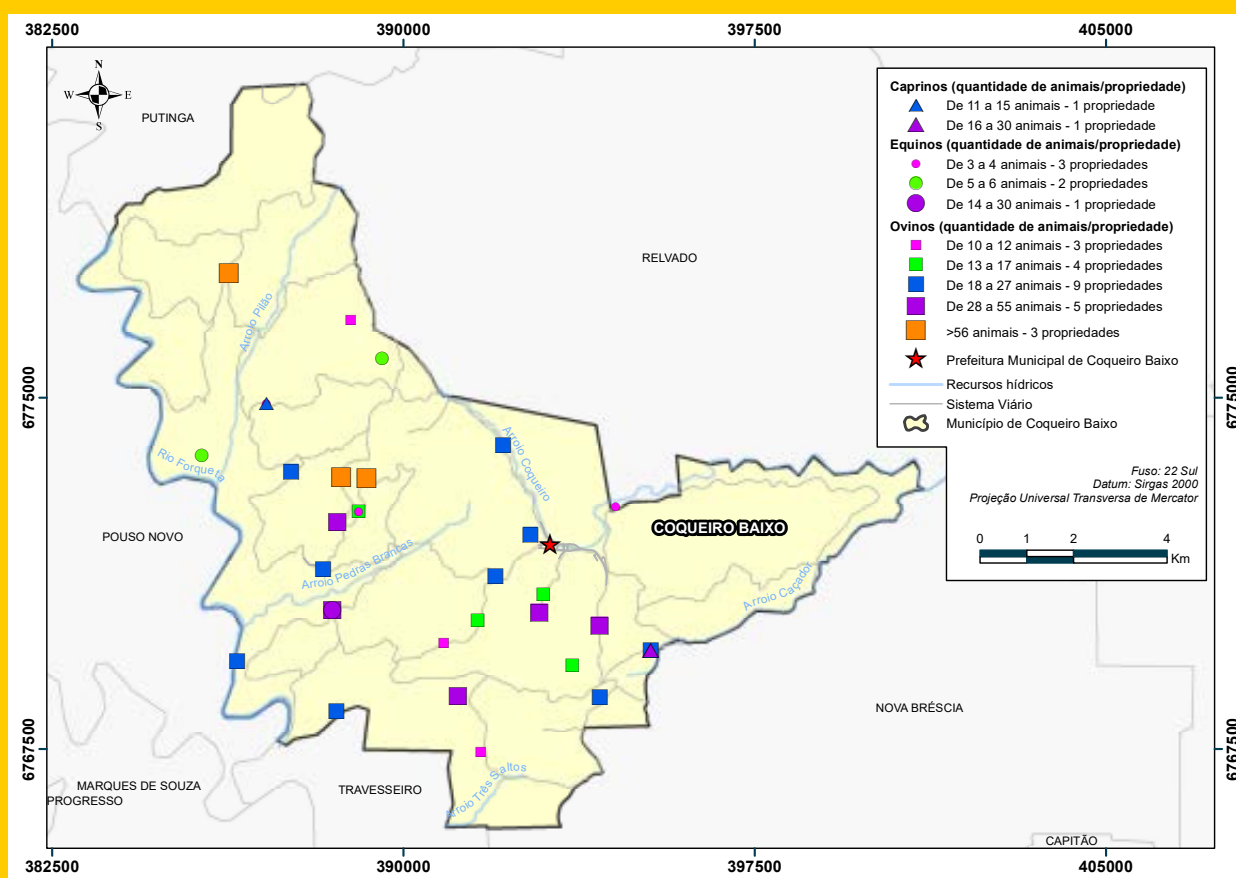 382500 390000 397500 405000
N
W E
S
PUTINGA
Caprinos (quantidade de animais/propriedade)
De 11 a 15 animais - 1 propriedade
De 16 a 30 animais - 1 propriedade
Equinos (quantidade de animais/propriedade)
De 3 a 4 animais - 3 propriedades
De 5 a 6 animais - 2 propriedades
De 14 a 30 animais - 1 propriedade
Ovinos (quantidade de animais/propriedade)
De 10 a 12 animais - 3 propriedades
De 13 a 17 animais - 4 propriedades
De 18 a 27 animais - 9 propriedades
De 28 a 55 animais - 5 propriedades
>56 animais - 3 propriedades
Prefeitura Municipal de Coqueiro Baixo
Recursos hídricos
Sistema Viário
Município de Coqueiro Baixo
Fuso: 22 Sul
Datum: Sirgas 2000
Projeção Universal Transversa de Mercator
0 1 2 4
Km
RELVADO
Arroio Pilão
6775000 6775000
Arroio Coqueiro
Rio Forqueta
COQUEIRO BAIXO
POUSO NOVO
Arroio Pedras Brancas
Arroio Caçador
NOVA BRÉSCIA
6767500 6767500
Arroio Três Saltos
MARQUES DE SOUZA
TRAVESSEIRO
PROGRESSO
CAPITÃO
382500 390000 397500 405000